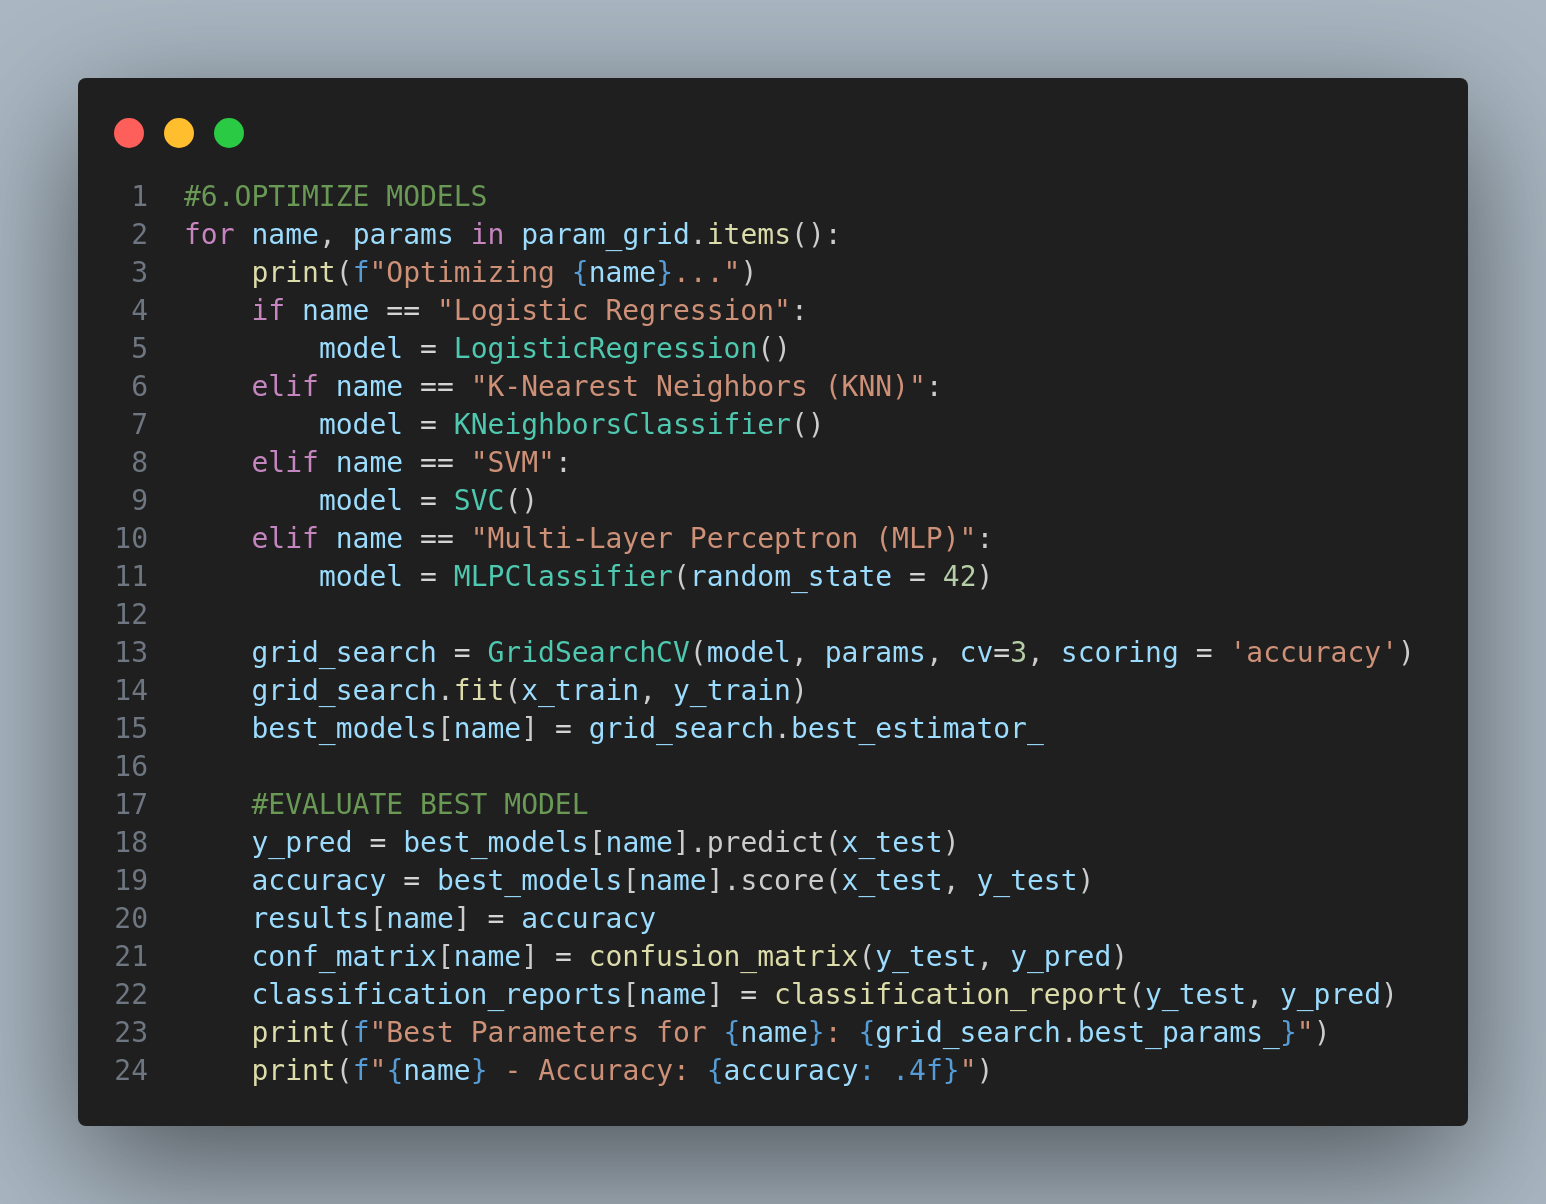 1 #6.OPTIMIZE MODELS
2 for name, params in param_grid.items():
3     print(f"Optimizing {name}...")
4     if name == "Logistic Regression":
5         model = LogisticRegression()
6     elif name == "K-Nearest Neighbors (KNN)":
7         model = KNeighborsClassifier()
8     elif name == "SVM":
9         model = SVC()
10     elif name == "Multi-Layer Perceptron (MLP)":
11         model = MLPClassifier(random_state = 42)
12
13     grid_search = GridSearchCV(model, params, cv=3, scoring = 'accuracy')
14     grid_search.fit(x_train, y_train)
15     best_models[name] = grid_search.best_estimator_
16
17     #EVALUATE BEST MODEL
18     y_pred = best_models[name].predict(x_test)
19     accuracy = best_models[name].score(x_test, y_test)
20     results[name] = accuracy
21     conf_matrix[name] = confusion_matrix(y_test, y_pred)
22     classification_reports[name] = classification_report(y_test, y_pred)
23     print(f"Best Parameters for {name}: {grid_search.best_params_}")
24     print(f"{name} - Accuracy: {accuracy: .4f}")